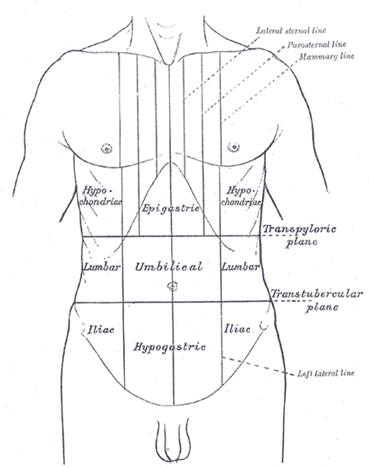 Lateral sternal line
Parasternal line
Mammary line
Hypo-
chondriac
Epigastric
Hypo-
chondriac
Transpyloric
plane
Lumbar
Umbilical
Lumbar
Transtubercular
plane
Iliac
Hypogastric
Iliac
Left lateral line